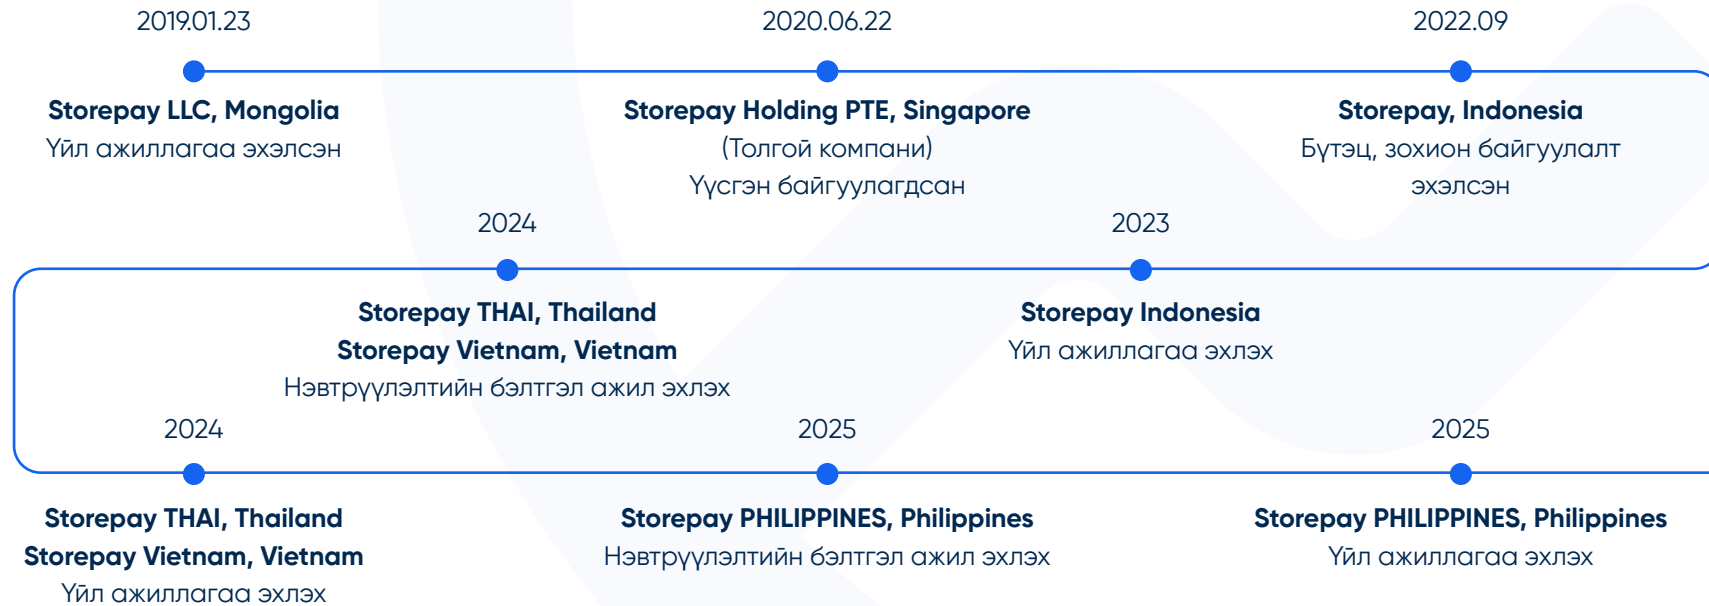 2019.01.23
Storepay LLC, Mongolia
Үйл ажиллагаа эхэлсэн
2020.06.22
Storepay Holding PTE, Singapore
(Толгой компани)
Үүсгэн байгуулагдсан
2022.09
Storepay, Indonesia
Бүтэц, зохион байгуулалт
эхэлсэн
2023
Storepay Indonesia
Үйл ажиллагаа эхлэх
2024
Storepay THAI, Thailand
Storepay Vietnam, Vietnam
Нэвтрүүлэлтийн бэлтгэл ажил эхлэх
2024
Storepay THAI, Thailand
Storepay Vietnam, Vietnam
Үйл ажиллагаа эхлэх
2025
Storepay PHILIPPINES, Philippines
Нэвтрүүлэлтийн бэлтгэл ажил эхлэх
2025
Storepay PHILIPPINES, Philippines
Үйл ажиллагаа эхлэх